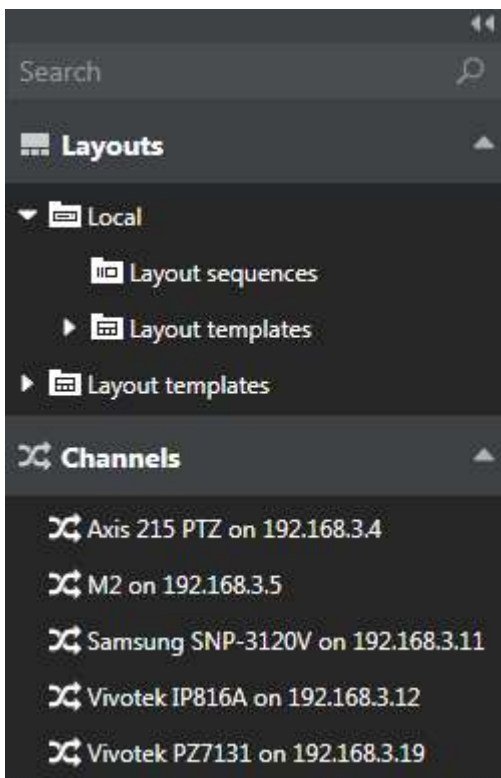 Search
Layouts
Local
Layout sequences
Layout templates
Layout templates
Channels
Axis 215 PTZ on 192.168.3.4
M2 on 192.168.3.5
Samsung SNP-3120V on 192.168.3.11
Vivotek IP816A on 192.168.3.12
Vivotek PZ7131 on 192.168.3.19